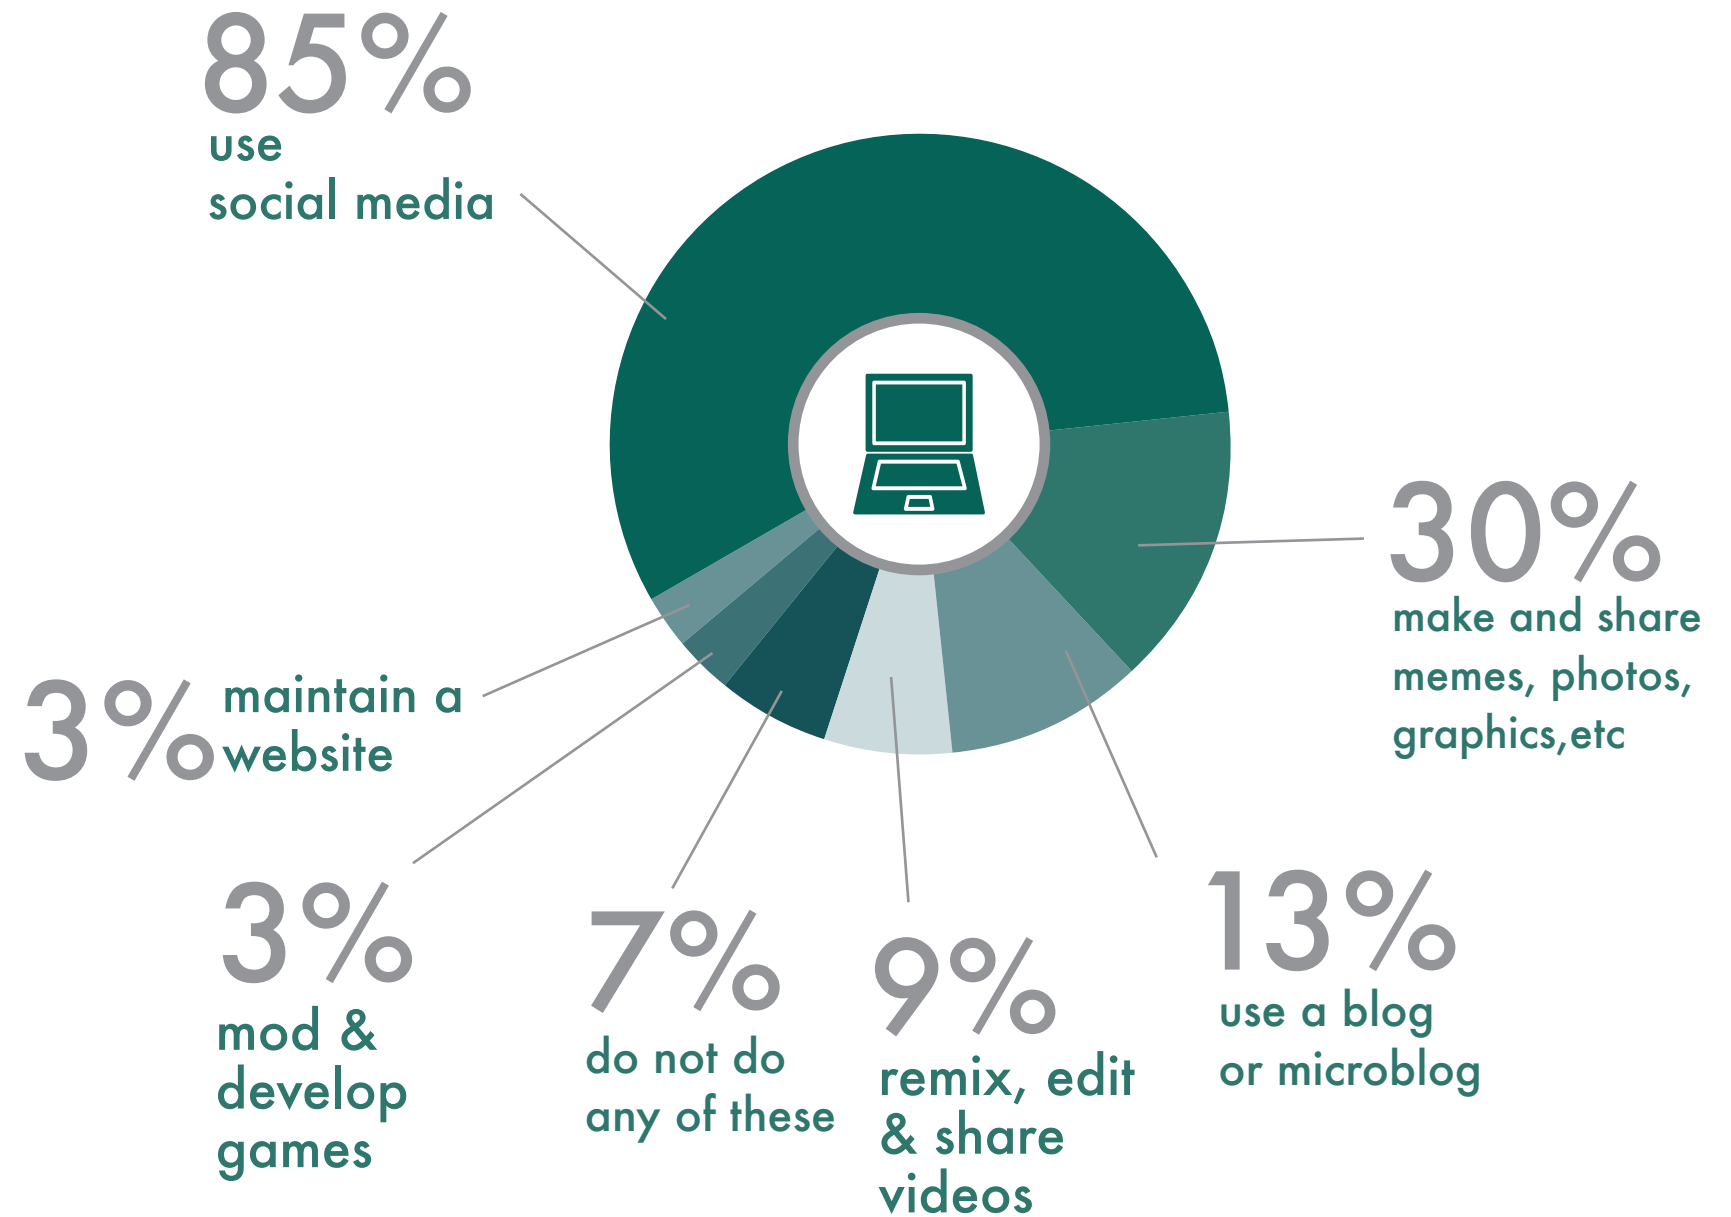 85%
use
social media
30%
make and share
memes, photos,
graphics,etc
3%
maintain a
website
3%
mod &
develop
games
7%
do not do
any of these
9%
remix, edit
& share
videos
13%
use a blog
or microblog